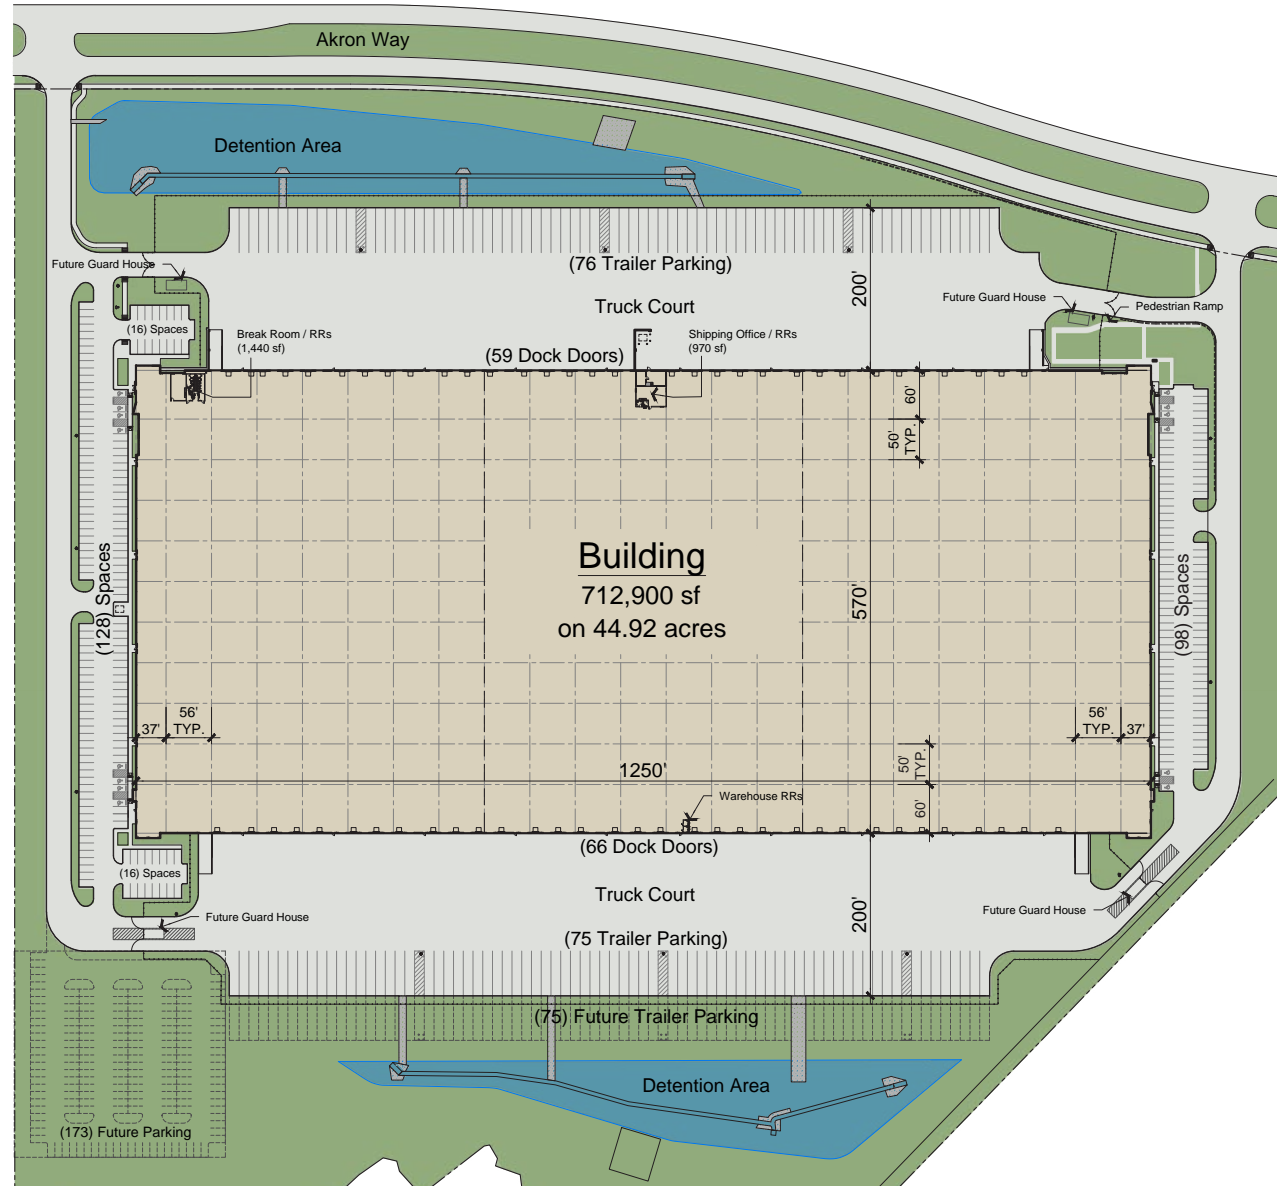 Akron Way
Detention Area
Future Guard House
(76 Trailer Parking)
200'
Truck Court
Future Guard House
Pedestrian Ramp
(16) Spaces
Break Room / RRs
(1,440 sf)
Shipping Office / RRs
(970 sf)
(59 Dock Doors)
60'
50'
TYP.
(128) Spaces
Building
712,900 sf
on 44.92 acres
570'
(98) Spaces
37'
56'
TYP.
56'
TYP.
37'
1250'
50'
TYP.
60'
Warehouse RRs
(66 Dock Doors)
(16) Spaces
Truck Court
200'
Future Guard House
Future Guard House
(75 Trailer Parking)
(75) Future Trailer Parking
Detention Area
(173) Future Parking